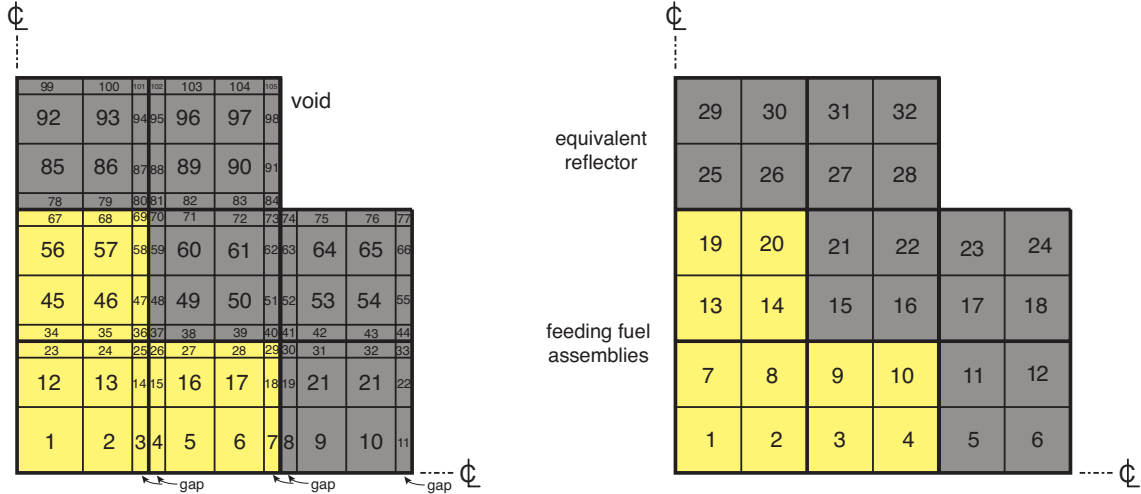 ℄ ℄
99 100 101 102 103 104 105
void
92 93 94 95 96 97 98
29 30 31 32
equivalent
reflector
85 86 87 88 89 90 91
25 26 27 28
78 79 80 81 82 83 84
67 68 69 70 71 72 73 74 75 76 77
56 57 58 59 60 61 62 63 64 65 66
19 20 21 22 23 24
45 46 47 48 49 50 51 52 53 54 55
13 14 15 16 17 18
34 35 36 37 38 39 40 41 42 43 44
feeding fuel
assemblies
23 24 25 26 27 28 29 30 31 32 33
12 13 14 15 16 17 18 19 21 21 22
7 8 9 10 11 12
1 2 3 4 5 6 7 8 9 10 11
1 2 3 4 5 6
℄ ℄
gap gap gap